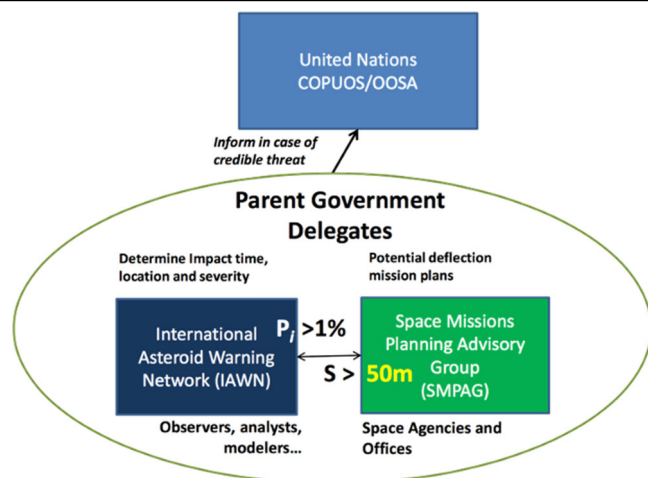 United Nations
COPUOS/OOSA
Inform in case of
credible threat
Parent Government
Delegates
Determine Impact time,
location and severity
Potential deflection
mission plans
International
Asteroid Warning
Network (IAWN)
Pi >1%
S > 50m
Space Missions
Planning Advisory
Group
(SMPAG)
Observers, analysts,
modelers…
Space Agencies and
Offices